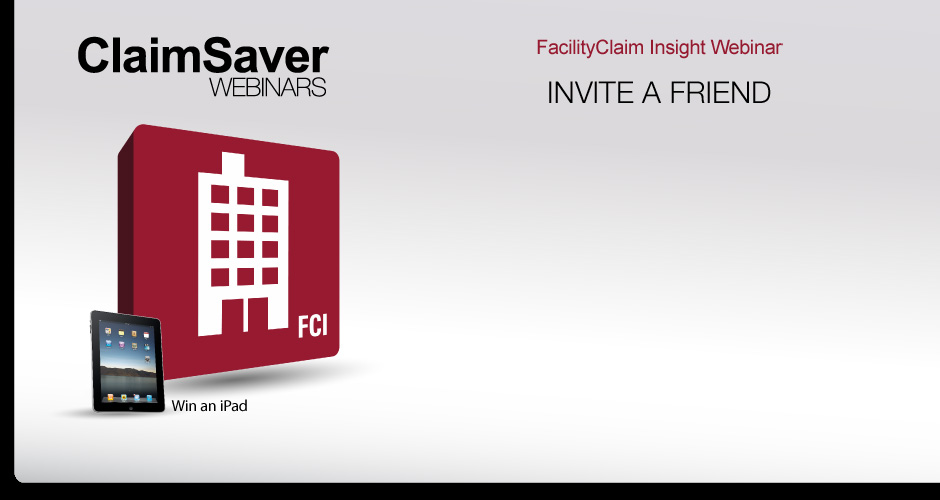 ClaimSaver
WEBINARS
FacilityClaim Insight Webinar
INVITE A FRIEND
FCI
Win an iPad